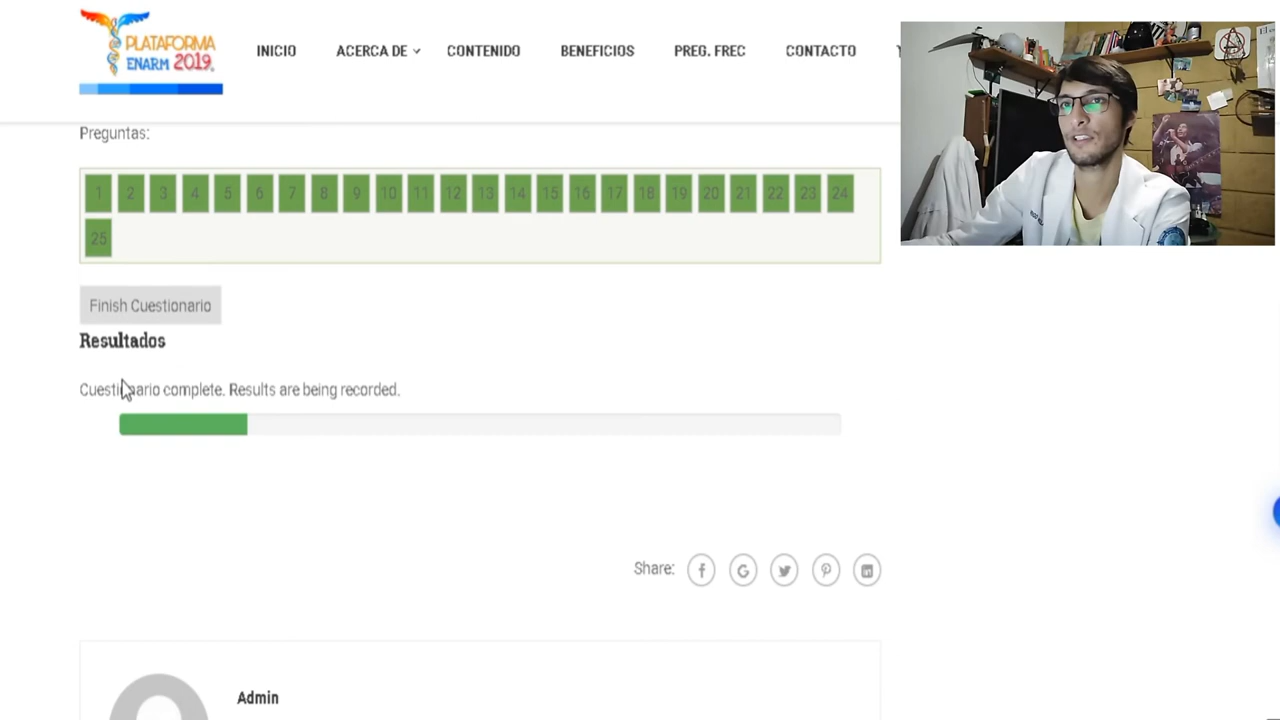 PLATAFORMA
ENARM 2019
INICIO
ACERCA DE
CONTENIDO
BENEFICIOS
PREG. FREC
CONTACTO
Preguntas:
1 2 3 4 5 6 7 8 9 10 11 12 13 14 15 16 17 18 19 20 21 22 23 24
25
Finish Cuestionario
Resultados
Cuestionario complete. Results are being recorded.
Share:
Admin